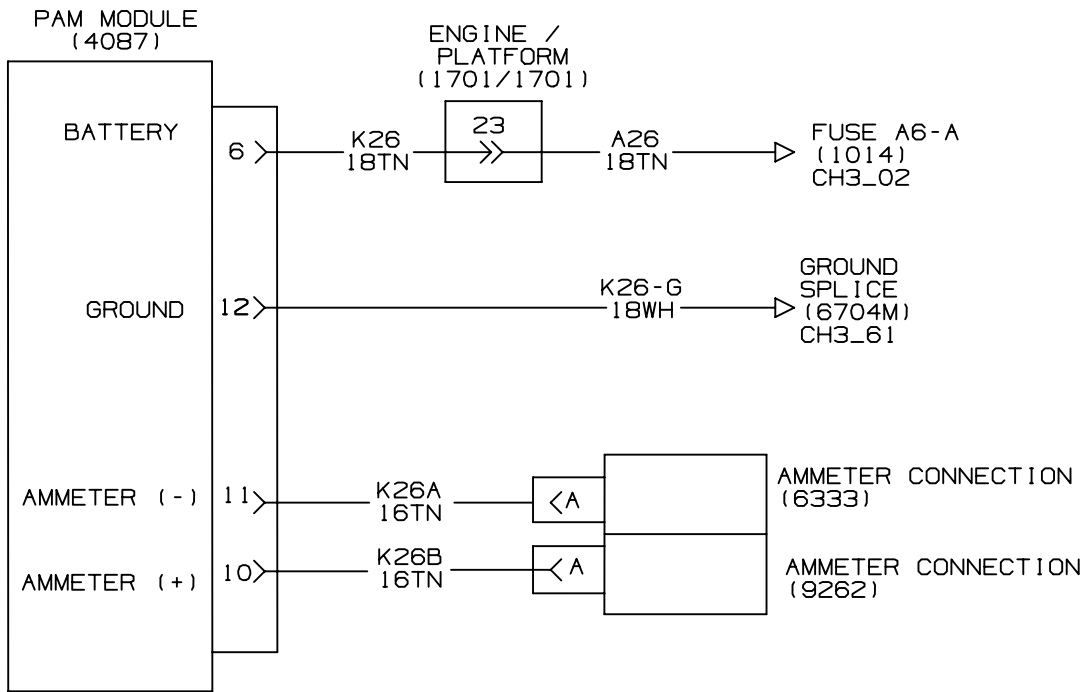 PAM MODULE
(4087)
ENGINE /
PLATFORM
(1701/1701)
BATTERY
6
K26
18TN
23
A26
18TN
FUSE A6-A
(1014)
CH3_02
GROUND
12
K26-G
18WH
GROUND
SPLICE
(6704M)
CH3_61
AMMETER (-)
11
K26A
16TN
A
AMMETER CONNECTION
(6333)
AMMETER (+)
10
K26B
16TN
A
AMMETER CONNECTION
(9262)